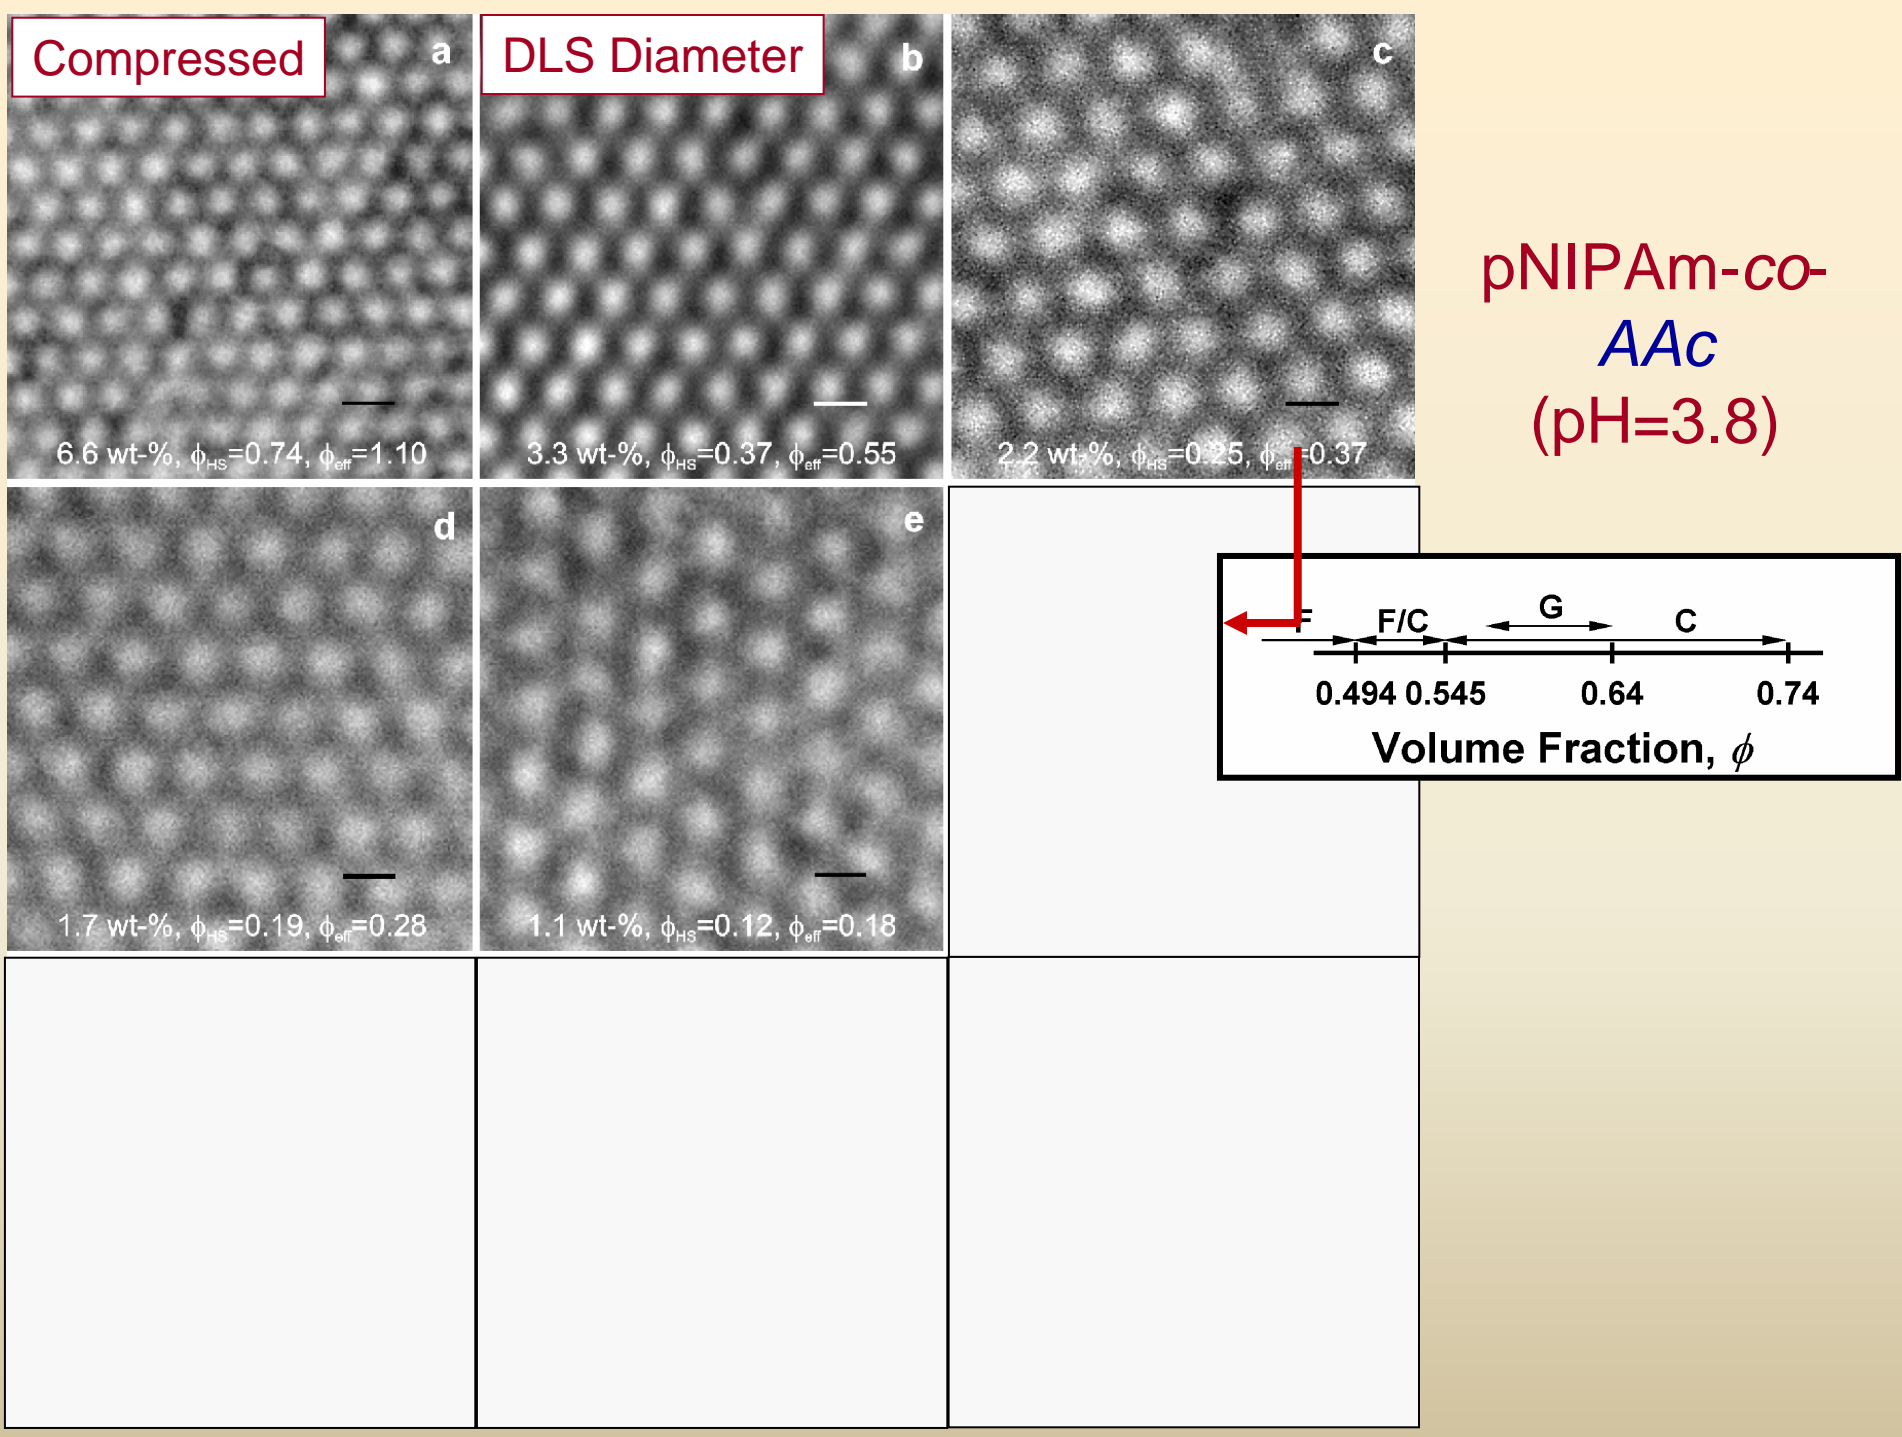 Compressed
a
DLS Diameter
b
c
6.6 wt-%, ϕHS=0.74, ϕeff=1.10
3.3 wt-%, ϕHS=0.37, ϕeff=0.55
2.2 wt-%, ϕHS=0.25, ϕeff=0.37
pNIPAm-co-
AAc
(pH=3.8)
d
e
1.7 wt-%, ϕHS=0.19, ϕeff=0.28
1.1 wt-%, ϕHS=0.12, ϕeff=0.18
F F/C G C
0.494 0.545 0.64 0.74
Volume Fraction, ϕ